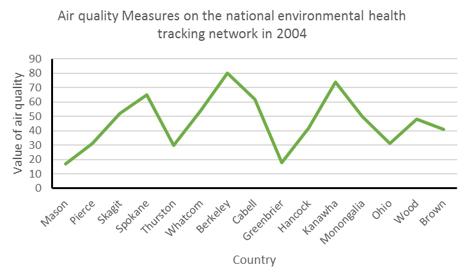 Air quality Measures on the national environmental health
tracking network in 2004
Value of air quality
90
80
70
60
50
40
30
20
10
0
Mason
Pierce
Skagit
Spokane
Thurston
Whatcom
Berkeley
Cabell
Greenbrier
Hancock
Kanawha
Monongalia
Ohio
Wood
Brown
Country